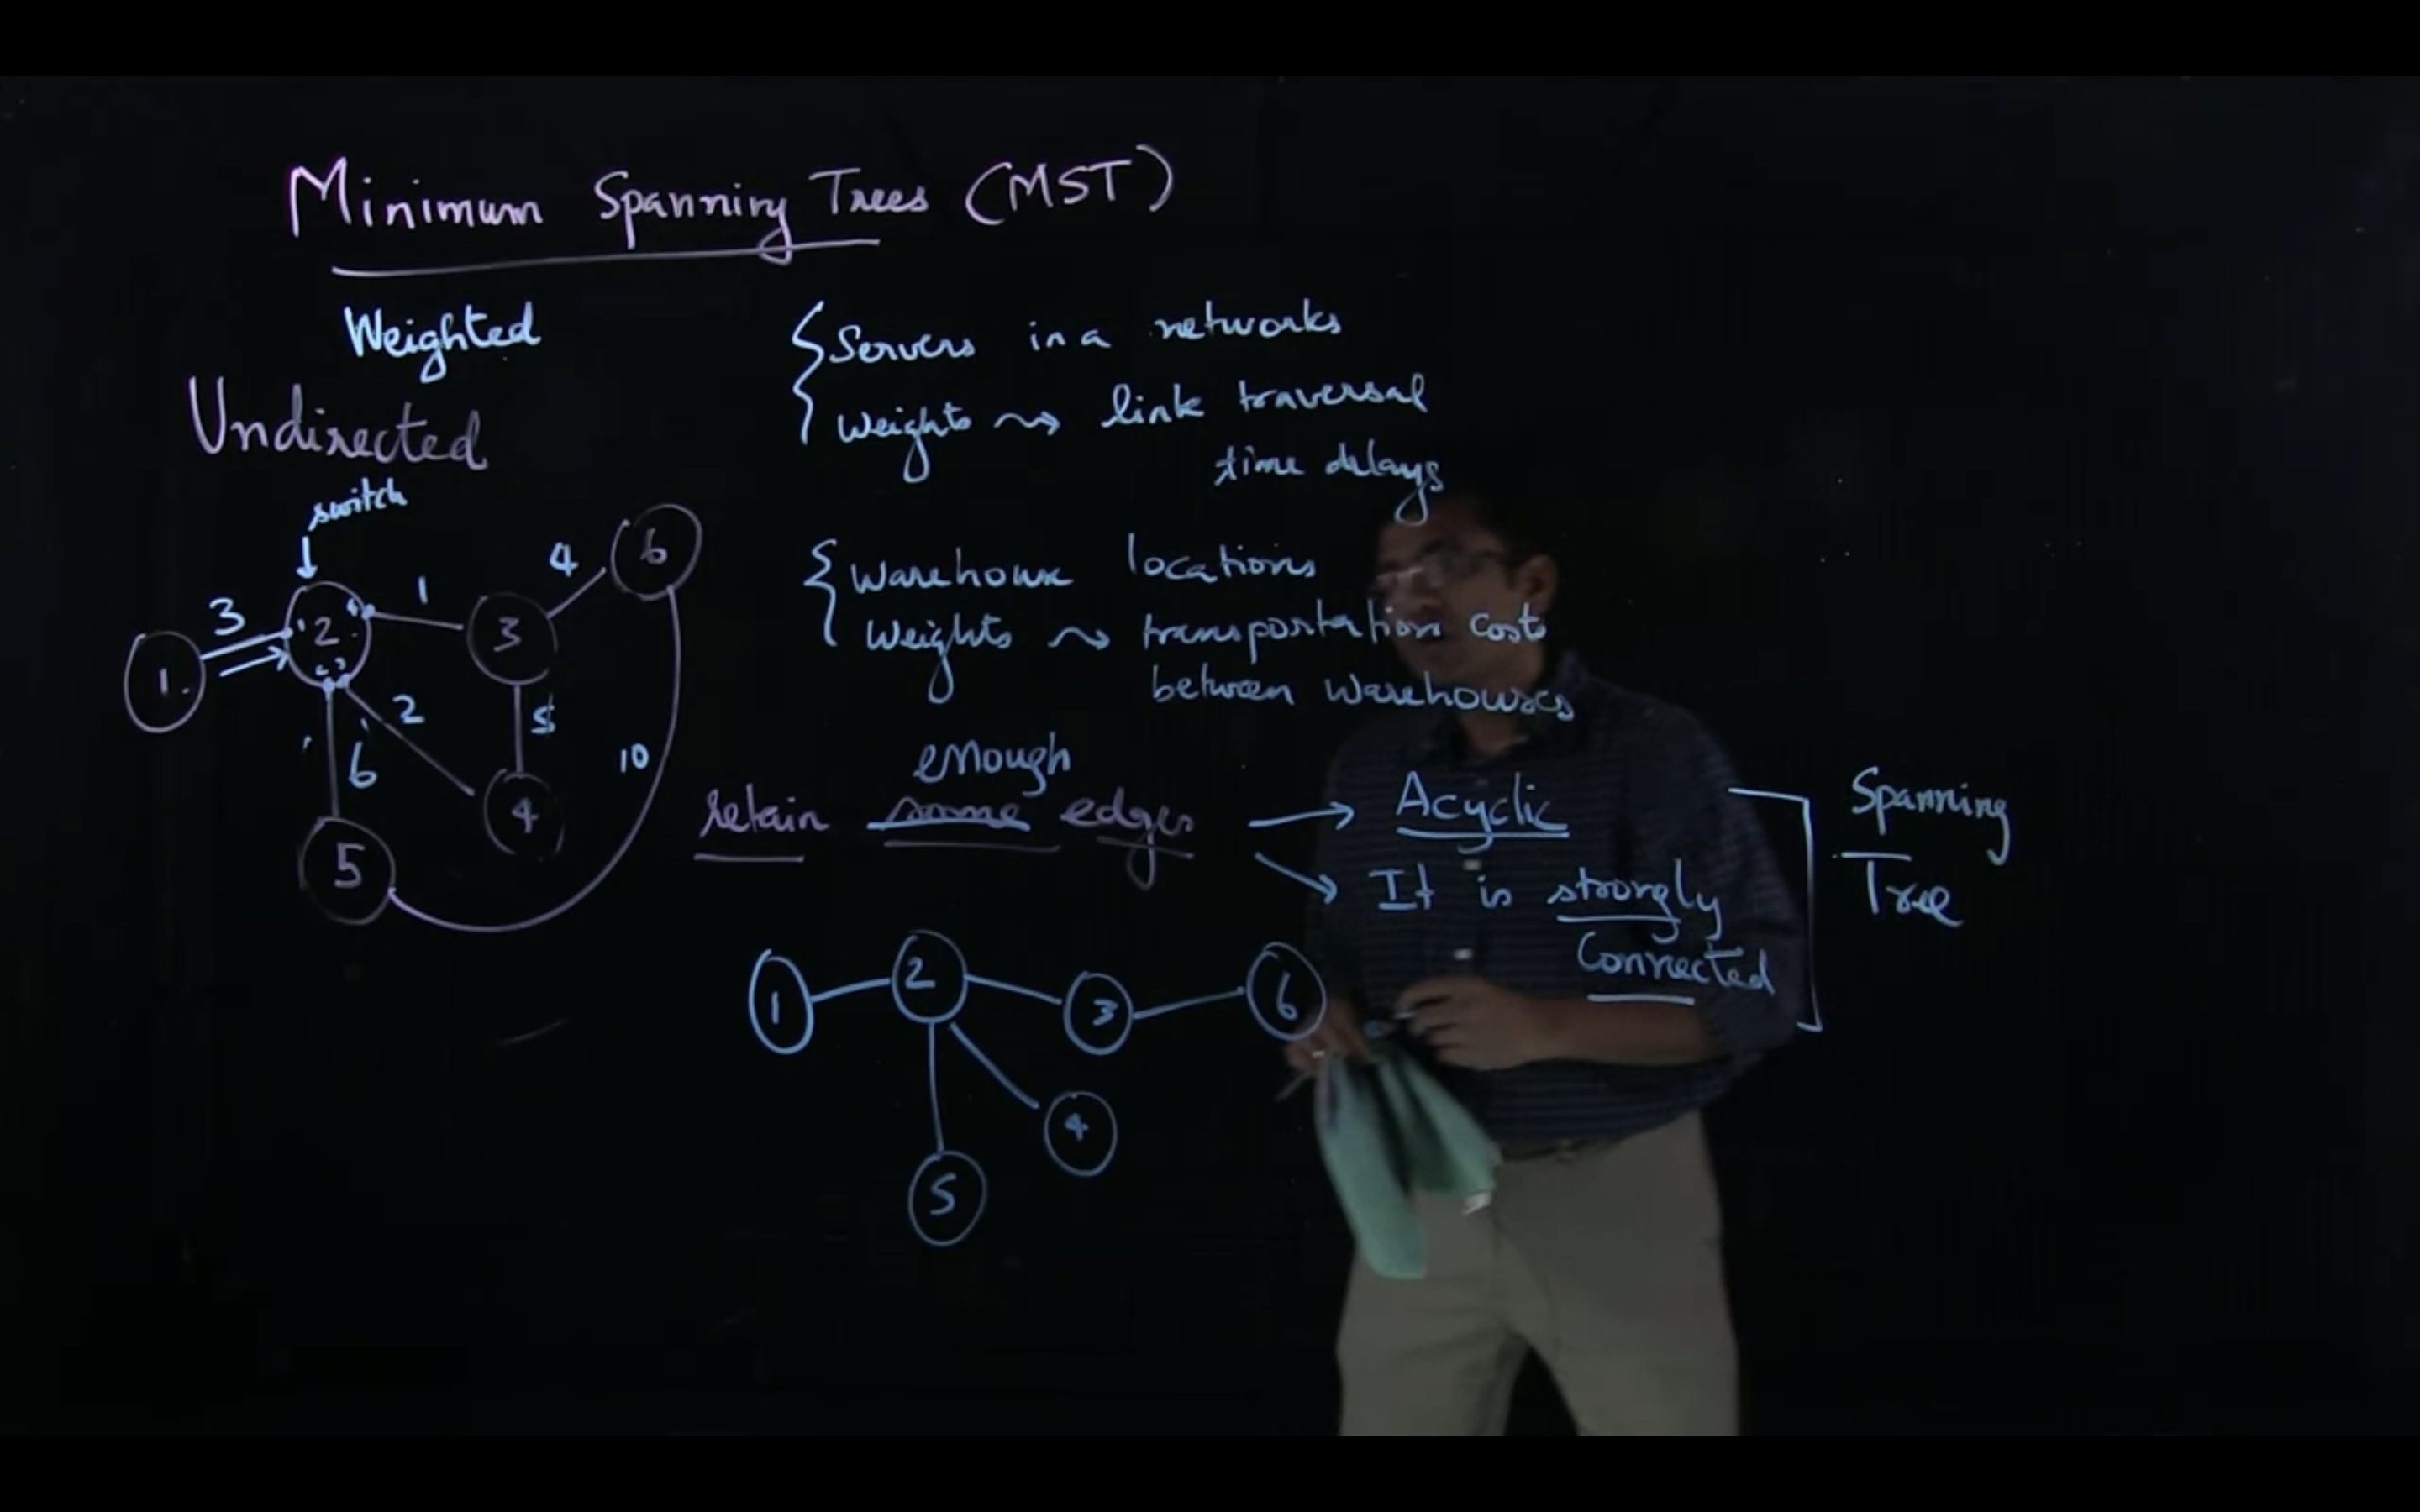 Minimum Spanning Trees (MST)
Weighted
Undirected
switch
Servers in a networks
Weights ⇝ link traversal
time delays
Warehouse locations
Weights ⇝ transportation costs
between warehouses
3
1
4
6
2
3
1
2
5
6
4
5
10
enough
retain some edges → Acyclic
→ It is strongly
connected
Spanning
Tree
1
2
3
6
4
5